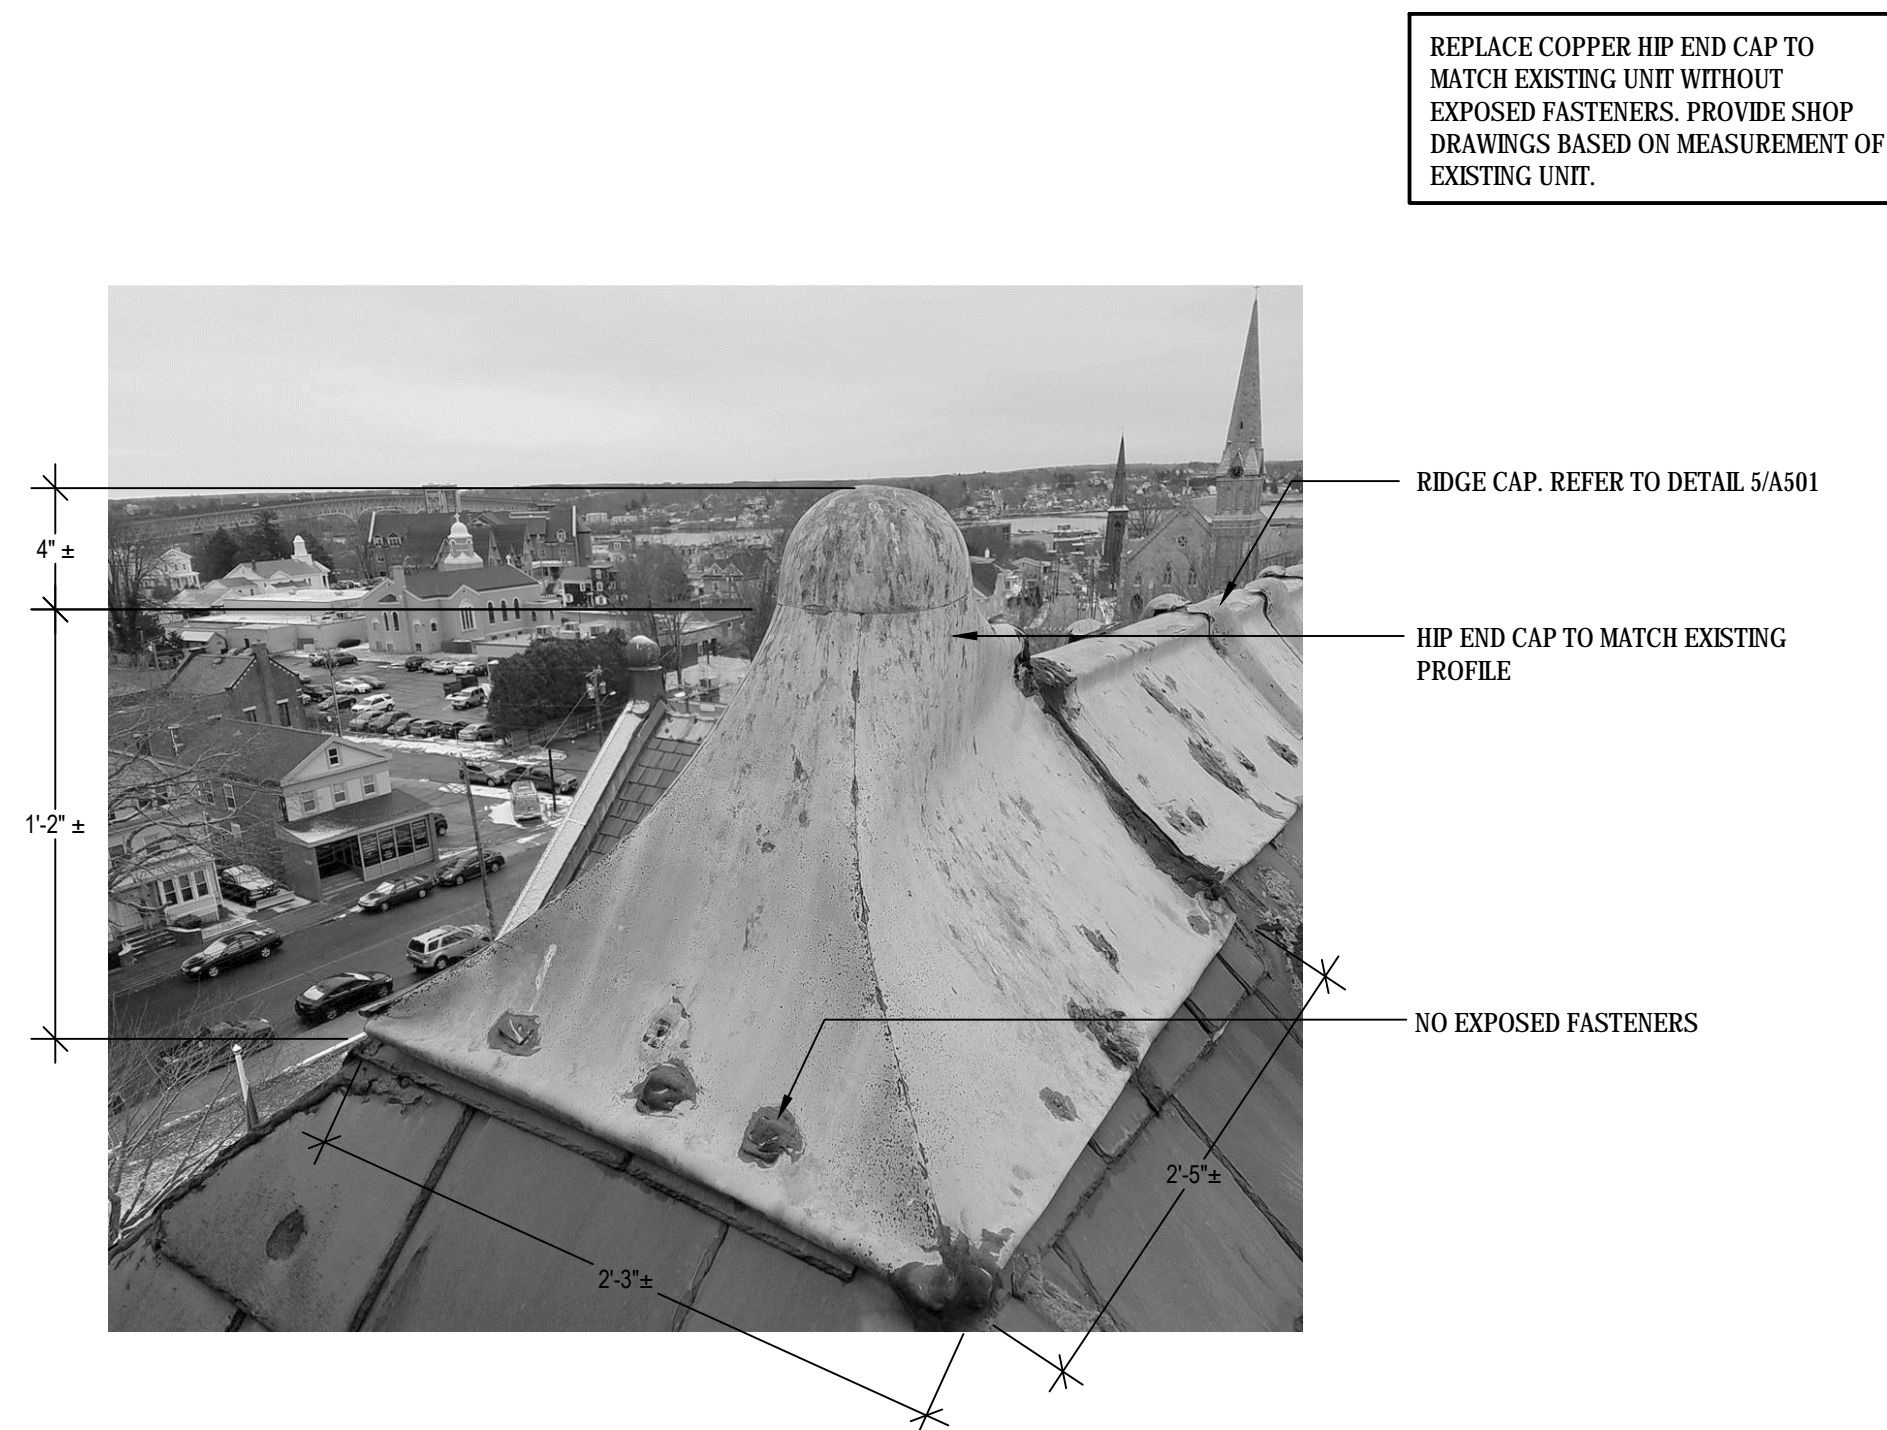 REPLACE COPPER HIP END CAP TO
MATCH EXISTING UNIT WITHOUT
EXPOSED FASTENERS. PROVIDE SHOP
DRAWINGS BASED ON MEASUREMENT OF
EXISTING UNIT.
RIDGE CAP. REFER TO DETAIL 5/A501
4" ±
HIP END CAP TO MATCH EXISTING
PROFILE
1'-2" ±
NO EXPOSED FASTENERS
2'-5"±
2'-3"±